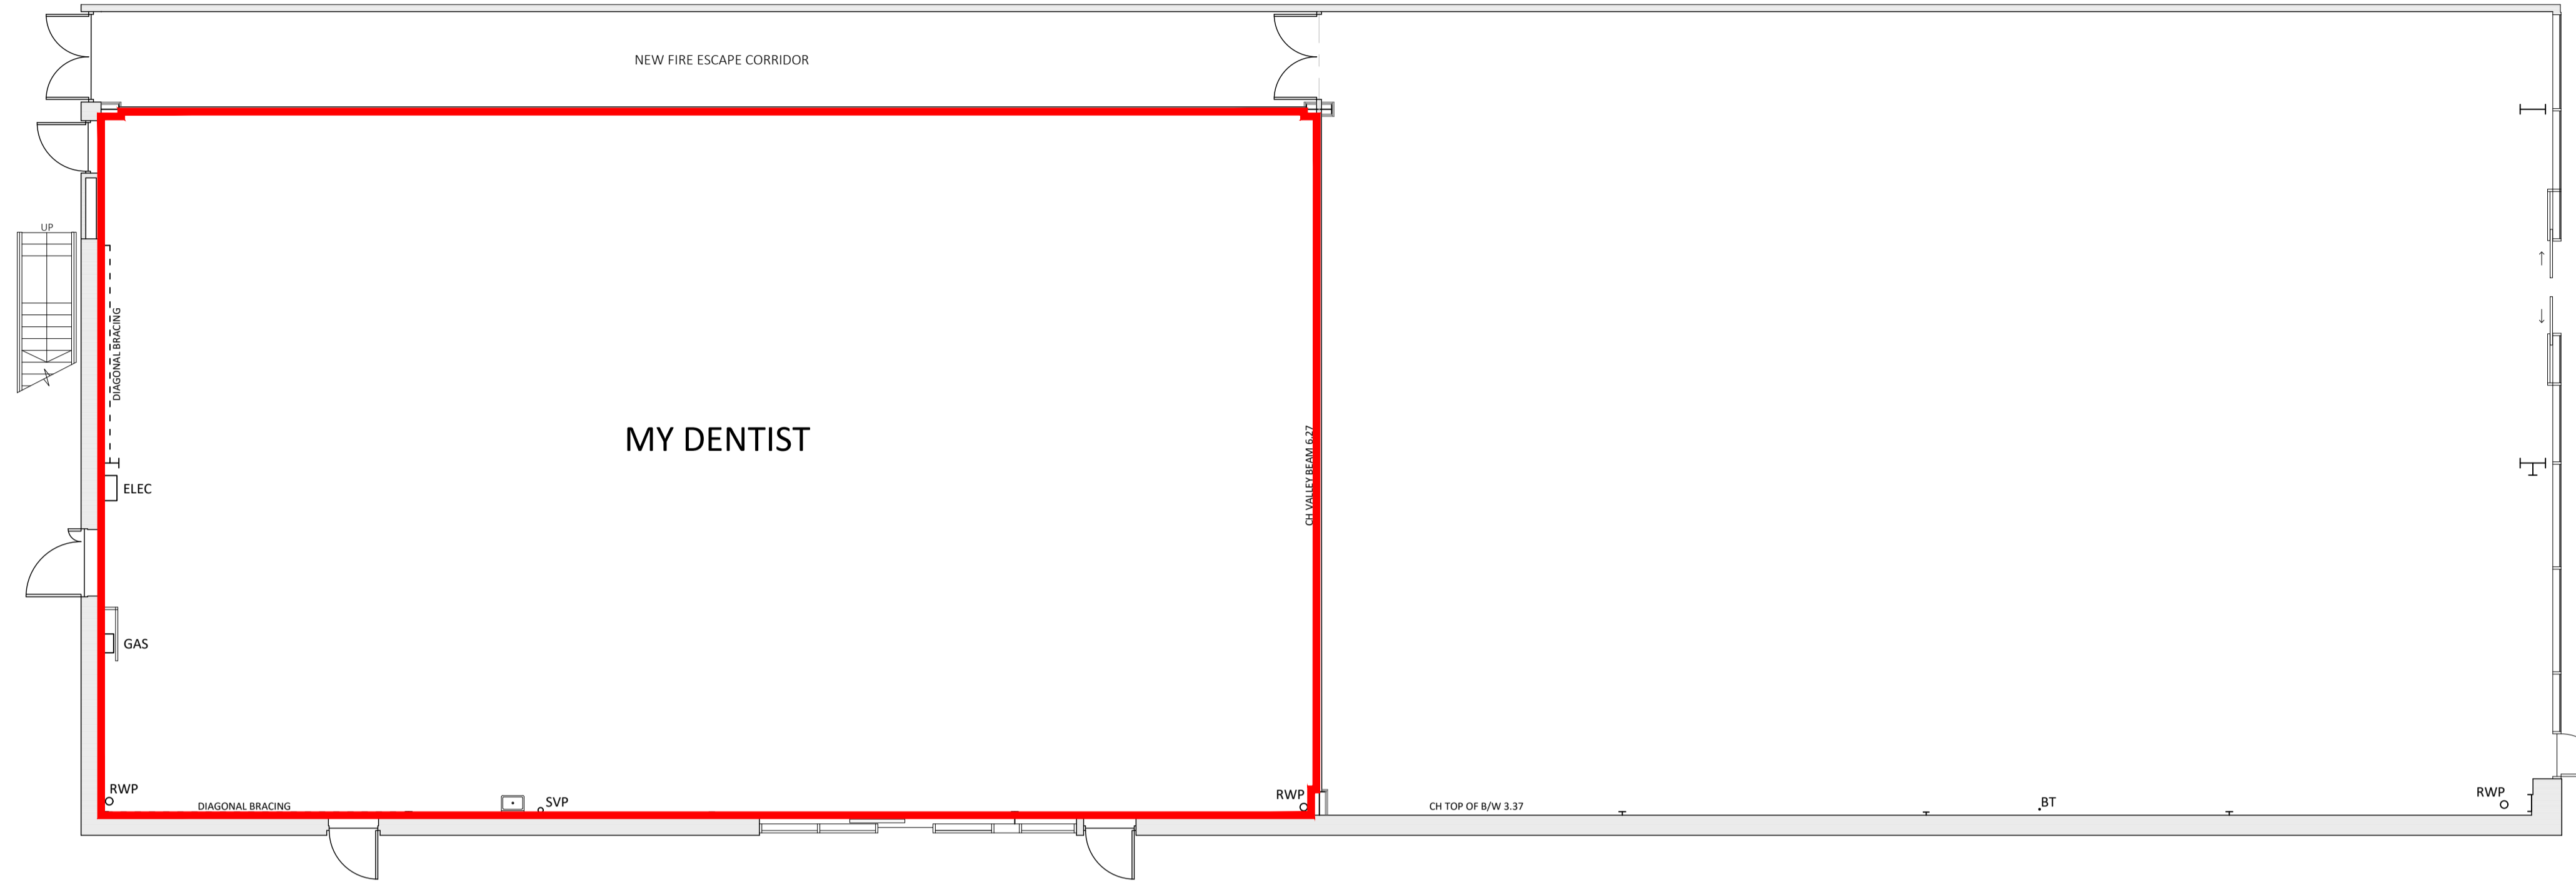 NEW FIRE ESCAPE CORRIDOR
UP
DIAGONAL BRACING
MY DENTIST
CH VALLEY BEAM 6.27
ELEC
GAS
RWP
DIAGONAL BRACING
SVP
RWP
CH TOP OF B/W 3.37
BT
RWP